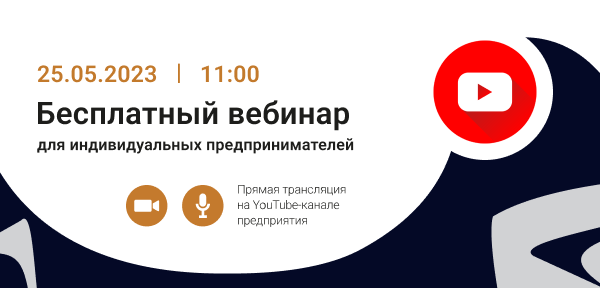 25.05.2023 | 11:00
Бесплатный вебинар
для индивидуальных предпринимателей
Прямая трансляция
на YouTube-канале
предприятия